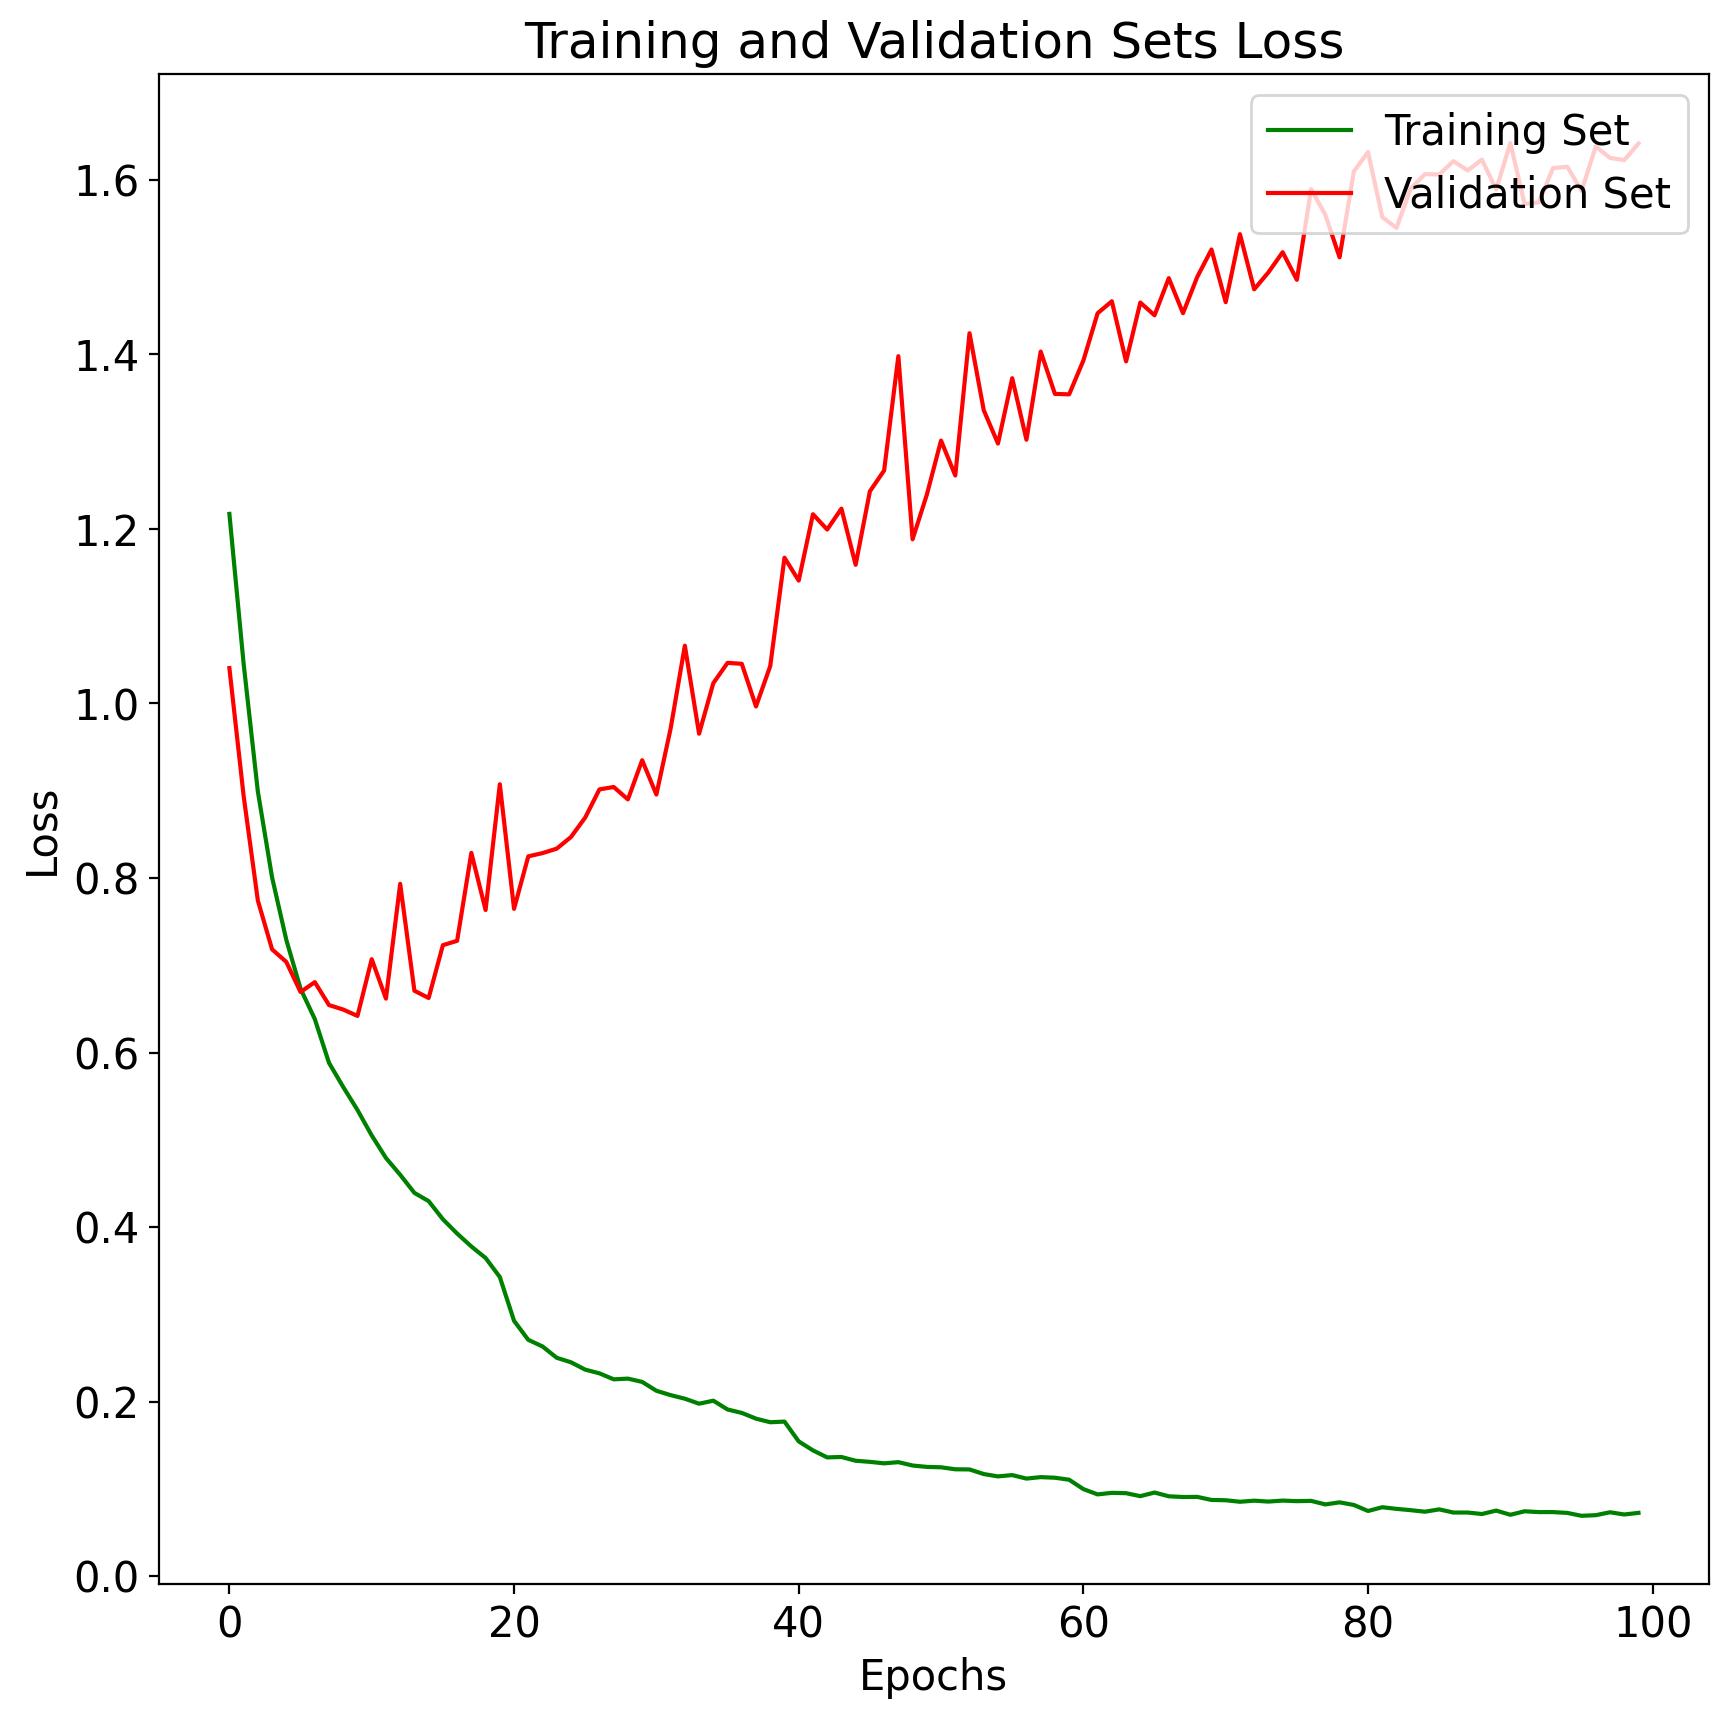 Training and Validation Sets Loss
Training Set
Validation Set
1.6
1.4
1.2
1.0
0.8
0.6
0.4
0.2
0.0
Loss
0 20 40 60 80 100
Epochs